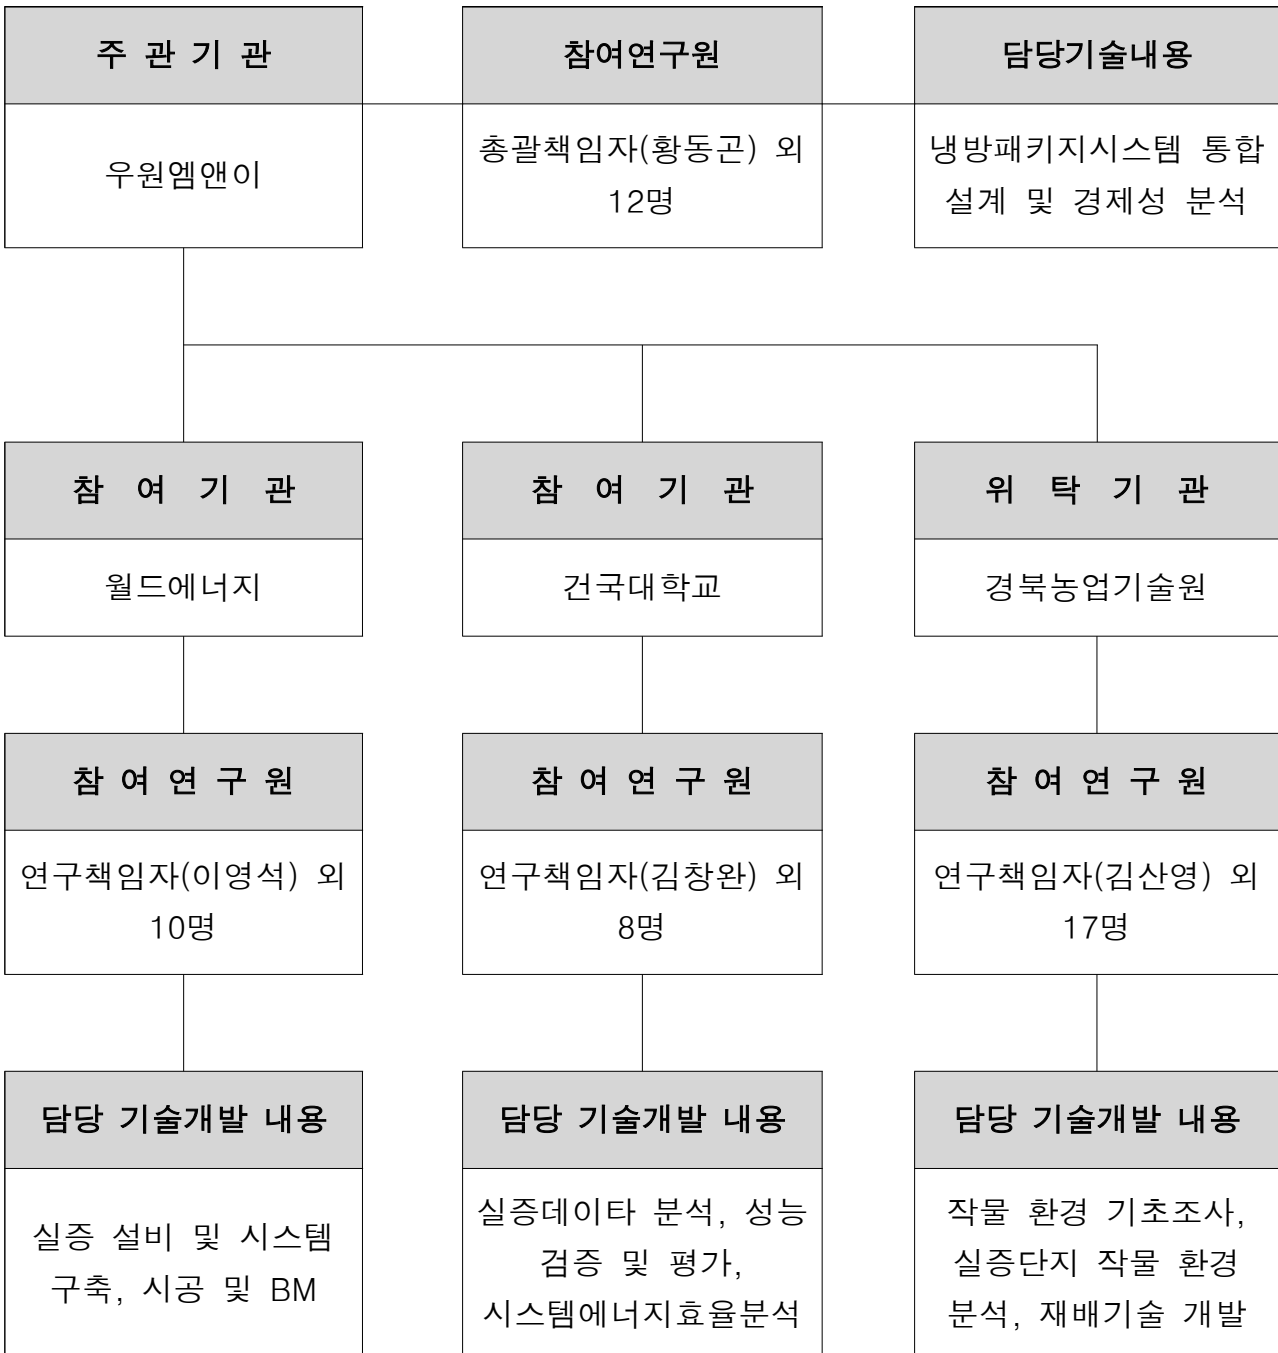 주 관 기 관
참여연구원
담당기술내용
우원엠앤이
총괄책임자(황동곤) 외
12명
냉방패키지시스템 통합
설계 및 경제성 분석
참 여 기 관
참 여 기 관
위 탁 기 관
월드에너지
건국대학교
경북농업기술원
참 여 연 구 원
참 여 연 구 원
참 여 연 구 원
연구책임자(이영석) 외
10명
연구책임자(김창완) 외
8명
연구책임자(김산영) 외
17명
담당 기술개발 내용
담당 기술개발 내용
담당 기술개발 내용
실증 설비 및 시스템
구축, 시공 및 BM
실증데이타 분석, 성능
검증 및 평가,
시스템에너지효율분석
작물 환경 기초조사,
실증단지 작물 환경
분석, 재배기술 개발